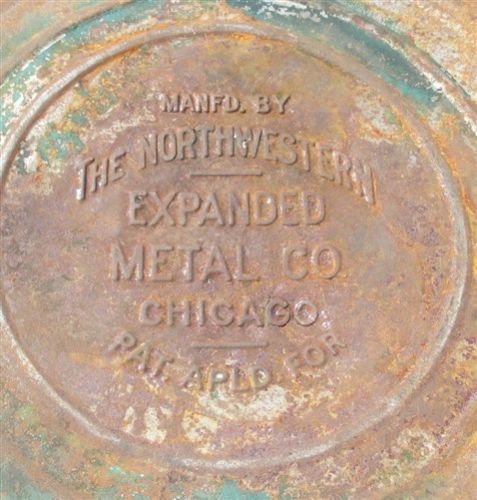 MANFD. BY
THE NORTHWESTERN
EXPANDED
METAL CO
CHICAGO
PAT. APLD. FOR